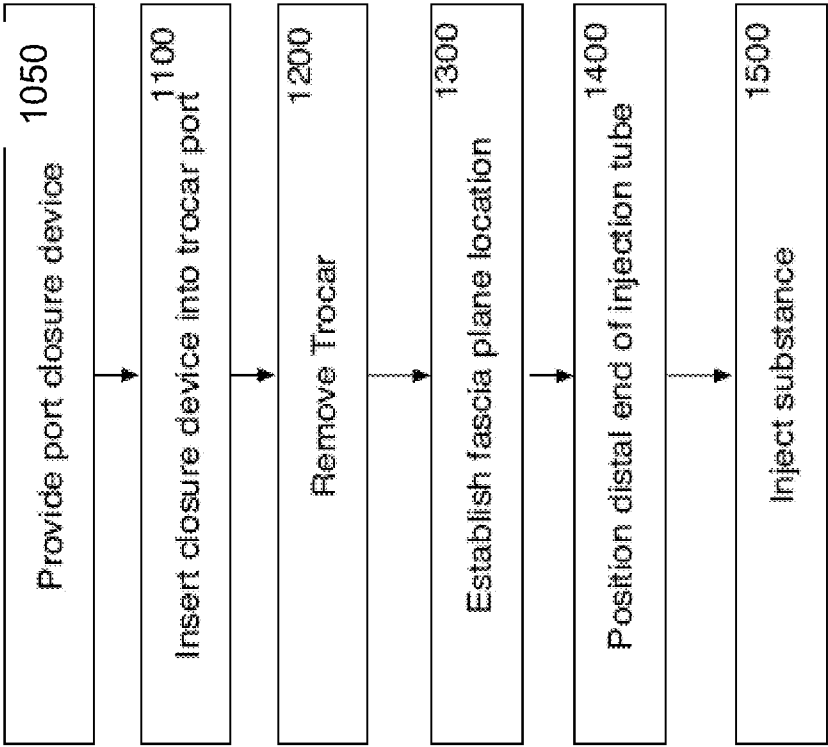 1050
Provide port closure device
1100
Insert closure device into trocar port
1200
Remove Trocar
1300
Establish fascia plane location
1400
Position distal end of injection tube
1500
Inject substance